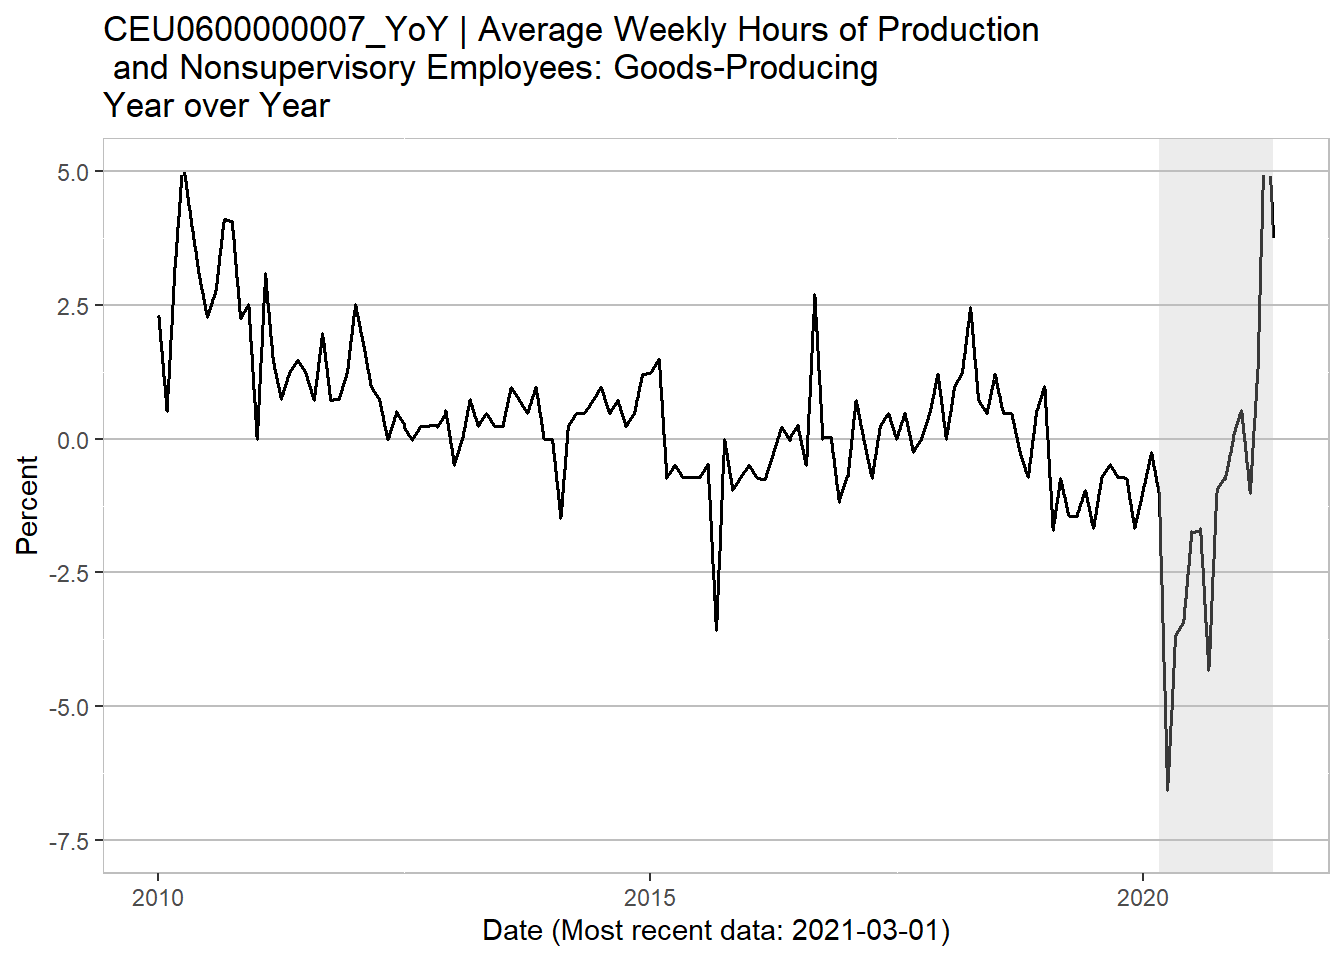 CEU0600000007_YoY | Average Weekly Hours of Production
and Nonsupervisory Employees: Goods-Producing
Year over Year
5.0
2.5
0.0
-2.5
-5.0
-7.5
Percent
2010
2015
2020
Date (Most recent data: 2021-03-01)